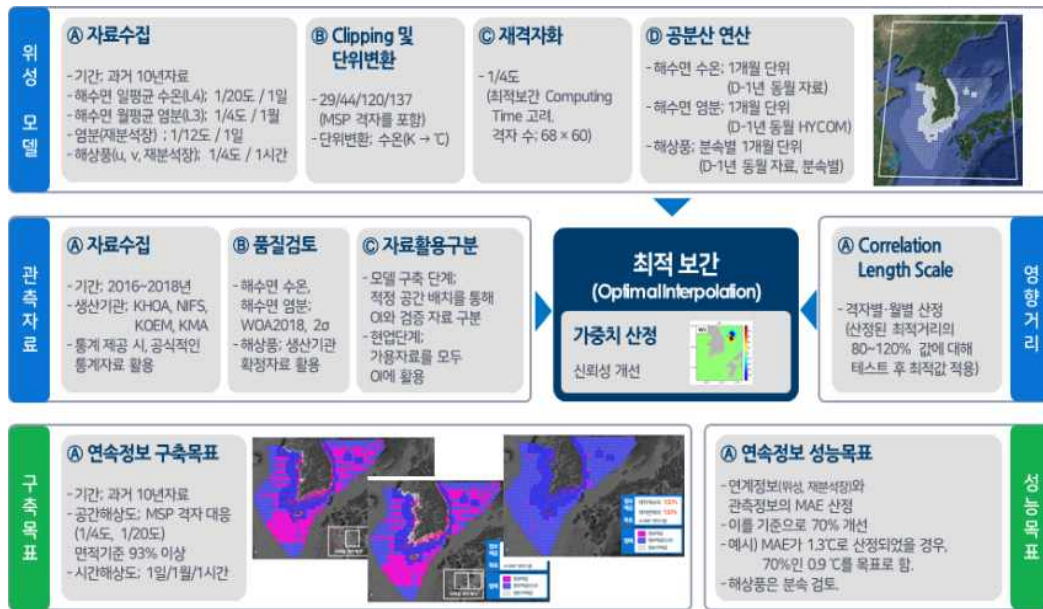 위성 모델
Ⓐ 자료수집
- 기간; 과거 10년자료
- 해수면 일평균 수온(L4); 1/20도 / 1일
- 해수면 월평균 염분(L3); 1/4도 / 1월
- 염분(재분석장) ; 1/12도 / 1일
- 해상풍(u, v, 재분석장); 1/4도 / 1시간
Ⓑ Clipping 및
단위변환
- 29/44/120/137
(MSP 격자를 포함)
- 단위변환; 수온(K → ℃)
Ⓒ 재격자화
- 1/4도
(최적보간 Computing
Time 고려.
격자 수; 68 × 60)
Ⓓ 공분산 연산
- 해수면 수온; 1개월 단위
(D-1년 동월 자료)
- 해수면 염분; 1개월 단위
(D-1년 동월 HYCOM)
- 해상풍; 분속별 1개월 단위
(D-1년 동월 자료, 분속별)
관측자료
Ⓐ 자료수집
- 기간; 2016~2018년
- 생산기관; KHOA, NIFS,
KOEM, KMA
- 통계 제공 시, 공식적인
통계자료 활용
Ⓑ 품질검토
- 해수면 수온,
해수면 염분;
WOA2018, 2σ
- 해상풍; 생산기관
확정자료 활용
Ⓒ 자료활용구분
- 모델 구축 단계;
적정 공간 배치를 통해
OI와 검증 자료 구분
- 현업단계;
가용자료를 모두
OI에 활용
최적 보간
(Optimal Interpolation)
가중치 산정
신뢰성 개선
영향거리
Ⓐ Correlation
Length Scale
- 격자별·월별 산정
(산정된 최적거리의
80~120% 값에 대해
테스트 후 최적값 적용)
구축목표
Ⓐ 연속정보 구축목표
- 기간; 과거 10년자료
- 공간해상도; MSP 격자 대응
(1/4도, 1/20도)
면적기준 93% 이상
- 시간해상도; 1일/1월/1시간
성능목표
Ⓐ 연속정보 성능목표
- 연계정보(위성, 재분석장)와
관측정보의 MAE 산정
- 이를 기준으로 70% 개선
- 예시) MAE가 1.3℃로 산정되었을 경우,
70%인 0.9 ℃를 목표로 함.
- 해상풍은 분속 검토.